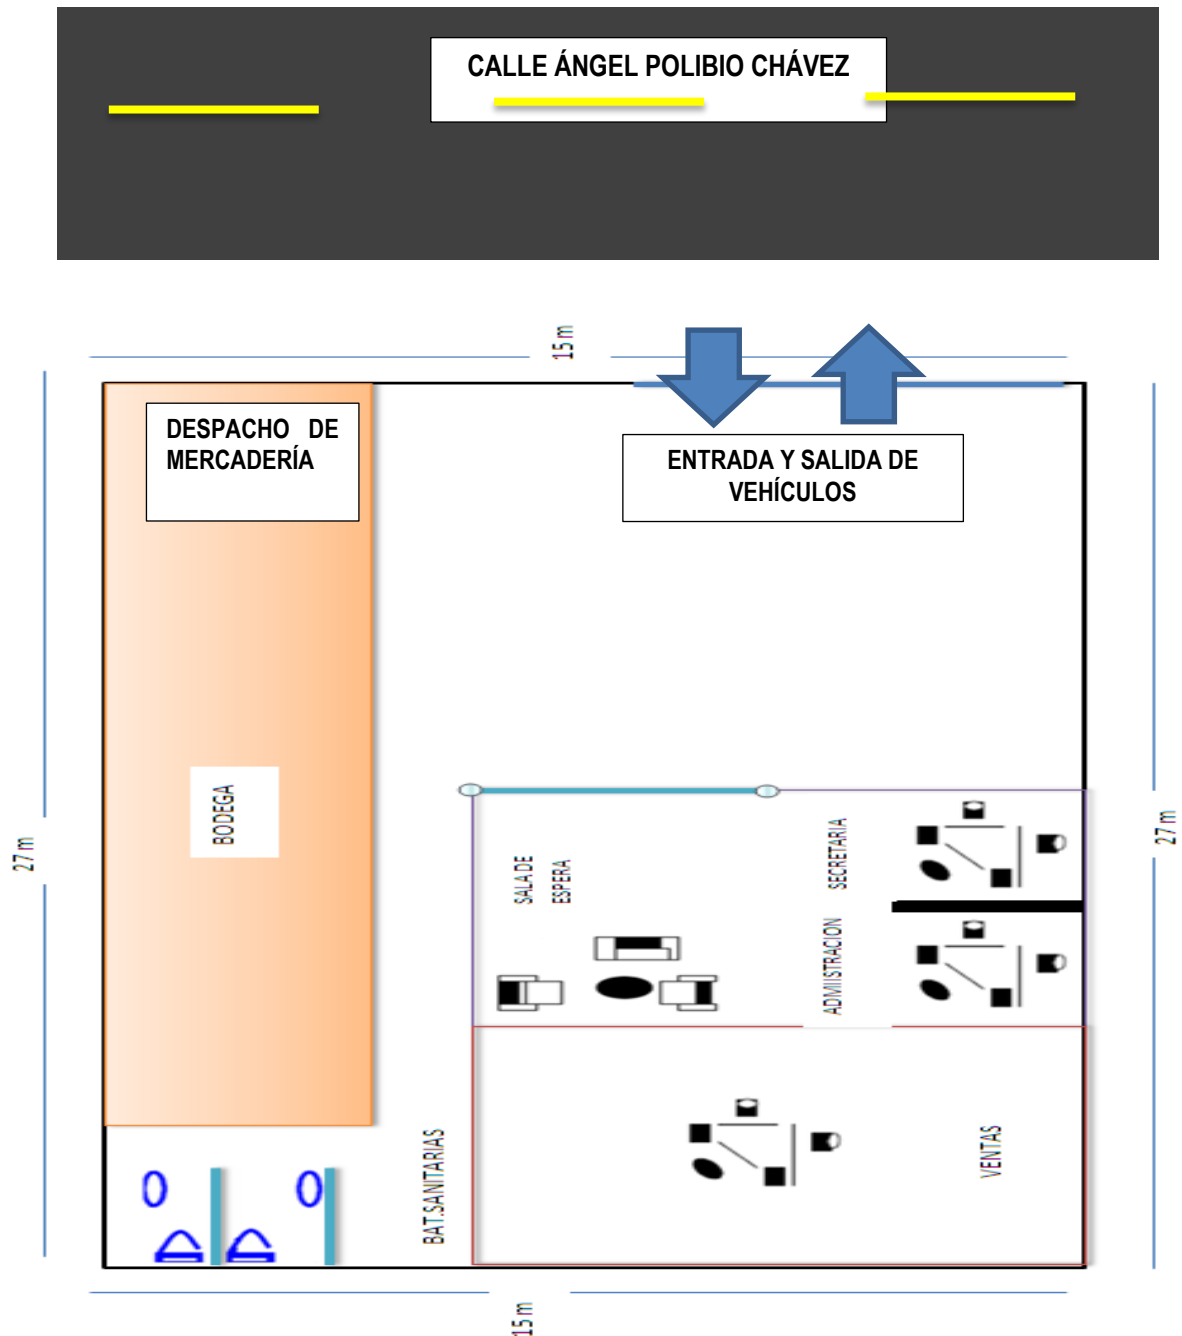 CALLE ÁNGEL POLIBIO CHÁVEZ
15 m
DESPACHO DE
MERCADERÍA
ENTRADA Y SALIDA DE
VEHÍCULOS
27 m
BODEGA
SALA DE
ESPERA
SECRETARIA
ADMIISTRACION
27 m
BAT.SANITARIAS
VENTAS
15 m